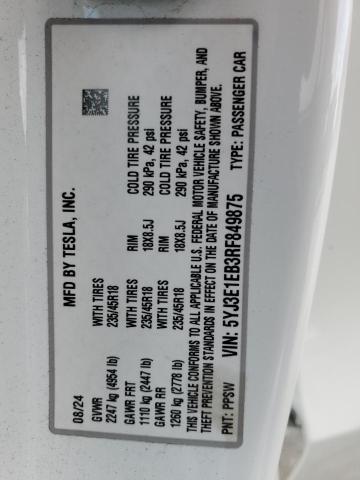 MFD BY TESLA, INC.
08/24
GVWR
2247 kg (4954 lb)
WITH TIRES
235/45R18
RIM
18X8.5J
COLD TIRE PRESSURE
290 kPa, 42 psi
GAWR FRT
1110 kg (2447 lb)
WITH TIRES
235/45R18
RIM
18X8.5J
COLD TIRE PRESSURE
290 kPa, 42 psi
GAWR RR
1260 kg (2778 lb)
THIS VEHICLE CONFORMS TO ALL APPLICABLE U.S. FEDERAL MOTOR VEHICLE SAFETY, BUMPER, AND
THEFT PREVENTION STANDARDS IN EFFECT ON THE DATE OF MANUFACTURE SHOWN ABOVE.
VIN: 5YJ3E1EB3RF849875
PNT: PPSW
TYPE: PASSENGER CAR